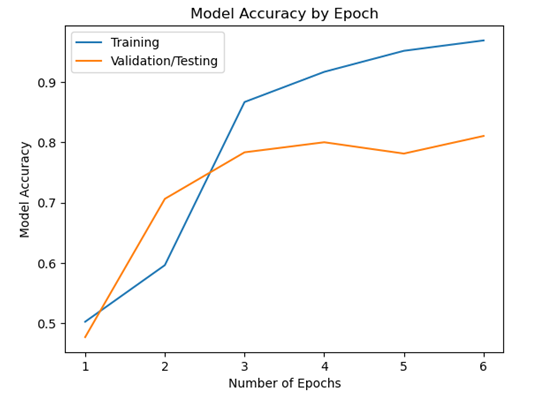 Model Accuracy by Epoch
Training
Validation/Testing
Model Accuracy
0.9
0.8
0.7
0.6
0.5
1 2 3 4 5 6
Number of Epochs